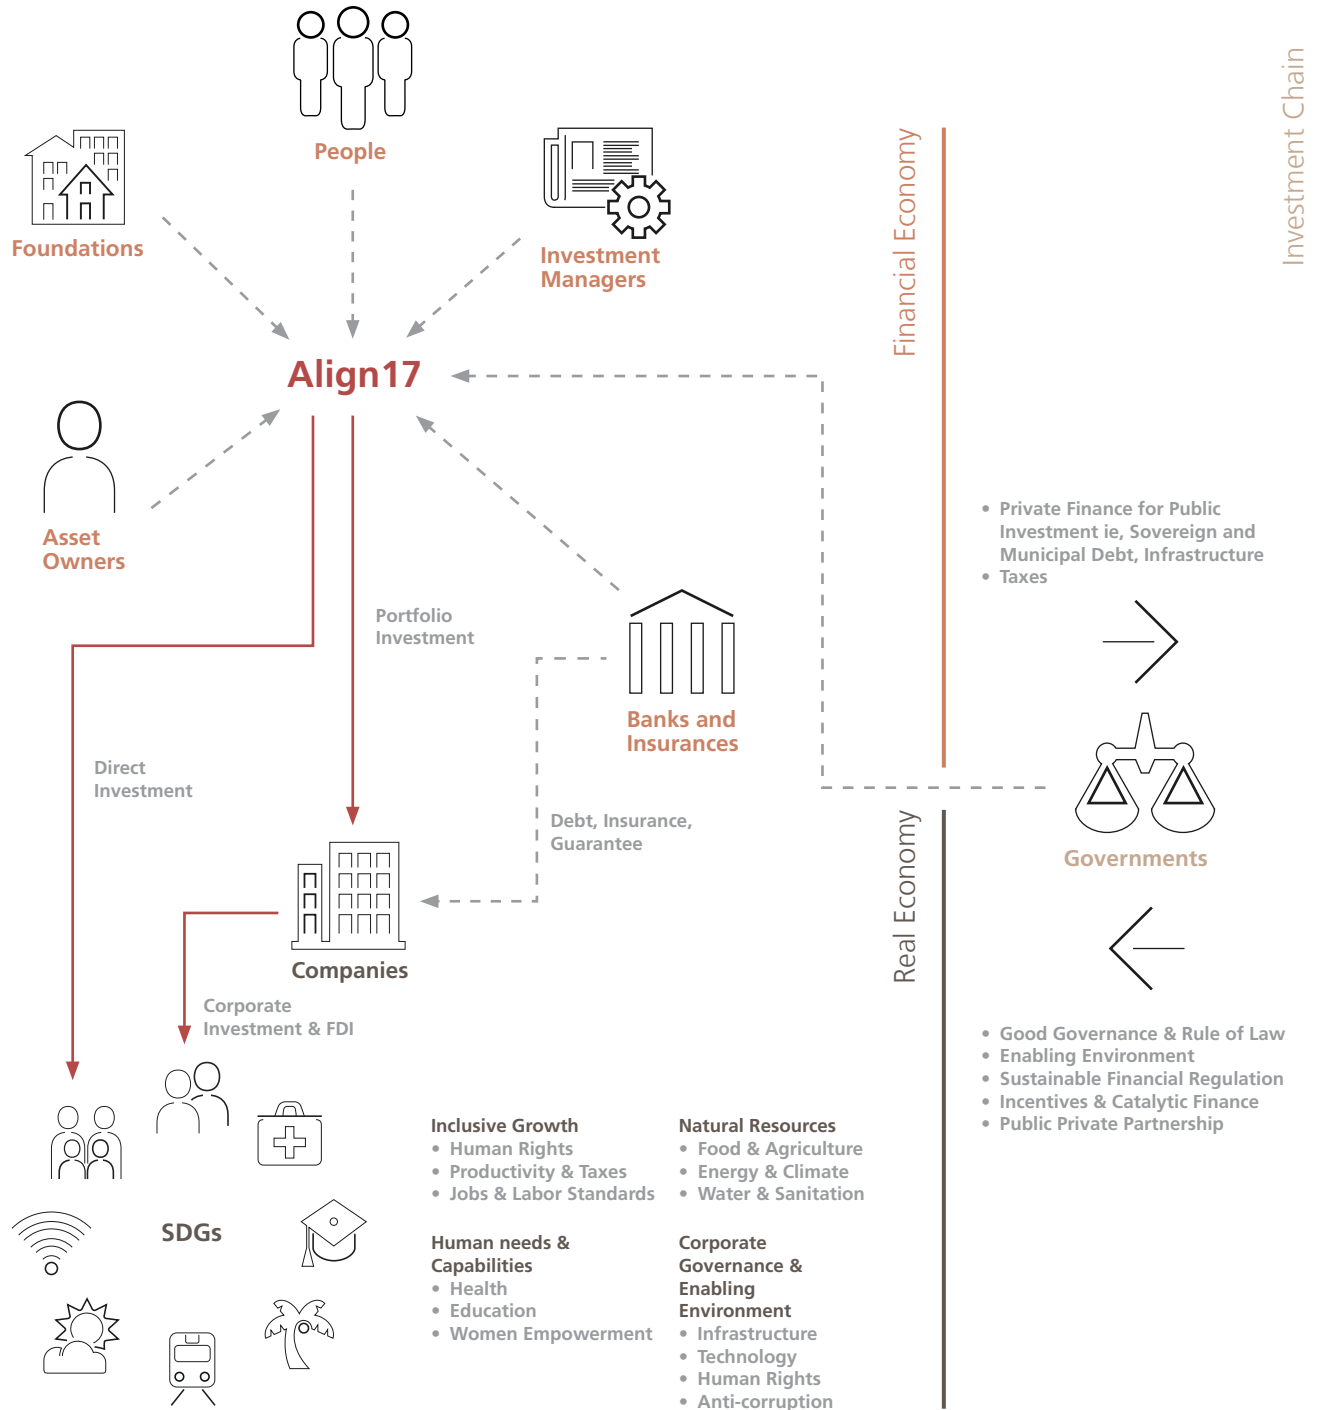 People
Foundations
Investment
Managers
Align17
Asset
Owners
Portfolio
Investment
Banks and
Insurances
Direct
Investment
Debt, Insurance,
Guarantee
Companies
Corporate
Investment & FDI
SDGs
Inclusive Growth
• Human Rights
• Productivity & Taxes
• Jobs & Labor Standards
Natural Resources
• Food & Agriculture
• Energy & Climate
• Water & Sanitation
Human needs &
Capabilities
• Health
• Education
• Women Empowerment
Corporate
Governance &
Enabling
Environment
• Infrastructure
• Technology
• Human Rights
• Anti-corruption
Financial Economy
Real Economy
Investment Chain
• Private Finance for Public
Investment ie, Sovereign and
Municipal Debt, Infrastructure
• Taxes
Governments
• Good Governance & Rule of Law
• Enabling Environment
• Sustainable Financial Regulation
• Incentives & Catalytic Finance
• Public Private Partnership